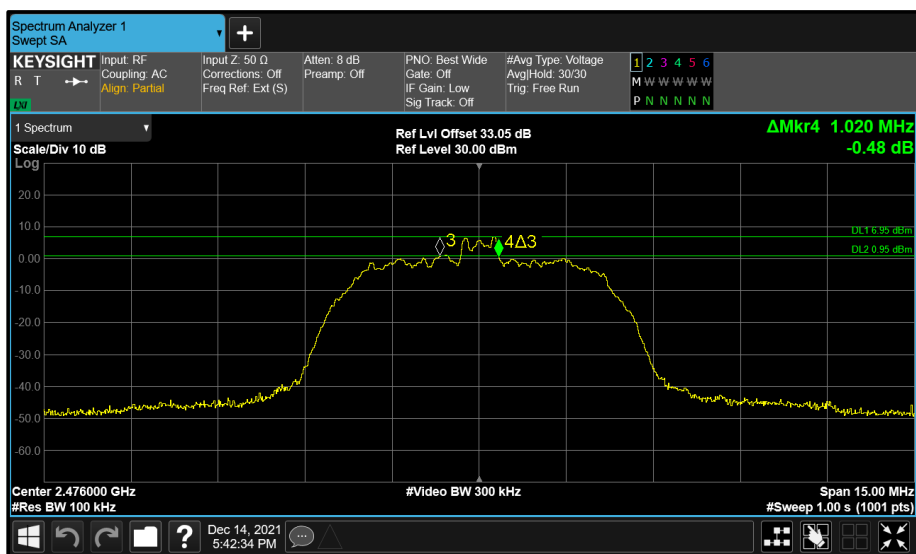 Spectrum Analyzer 1
Swept SA
▼
+
KEYSIGHT
R T
LXI
Input: RF
Coupling: AC
Align: Partial
Input Z: 50 Ω
Corrections: Off
Freq Ref: Ext (S)
Atten: 8 dB
Preamp: Off
PNO: Best Wide
Gate: Off
IF Gain: Low
Sig Track: Off
#Avg Type: Voltage
Avg|Hold: 30/30
Trig: Free Run
1 2 3 4 5 6
M W W W W W
P N N N N N
1 Spectrum ▼
Scale/Div 10 dB
Ref Lvl Offset 33.05 dB
Ref Level 30.00 dBm
ΔMkr4 1.020 MHz
-0.48 dB
Log
20.0
10.0
0.00
-10.0
-20.0
-30.0
-40.0
-50.0
-60.0
3
4Δ3
DL1 6.95 dBm
DL2 0.95 dBm
Center 2.476000 GHz
#Res BW 100 kHz
#Video BW 300 kHz
Span 15.00 MHz
#Sweep 1.00 s (1001 pts)
?
Dec 14, 2021
5:42:34 PM